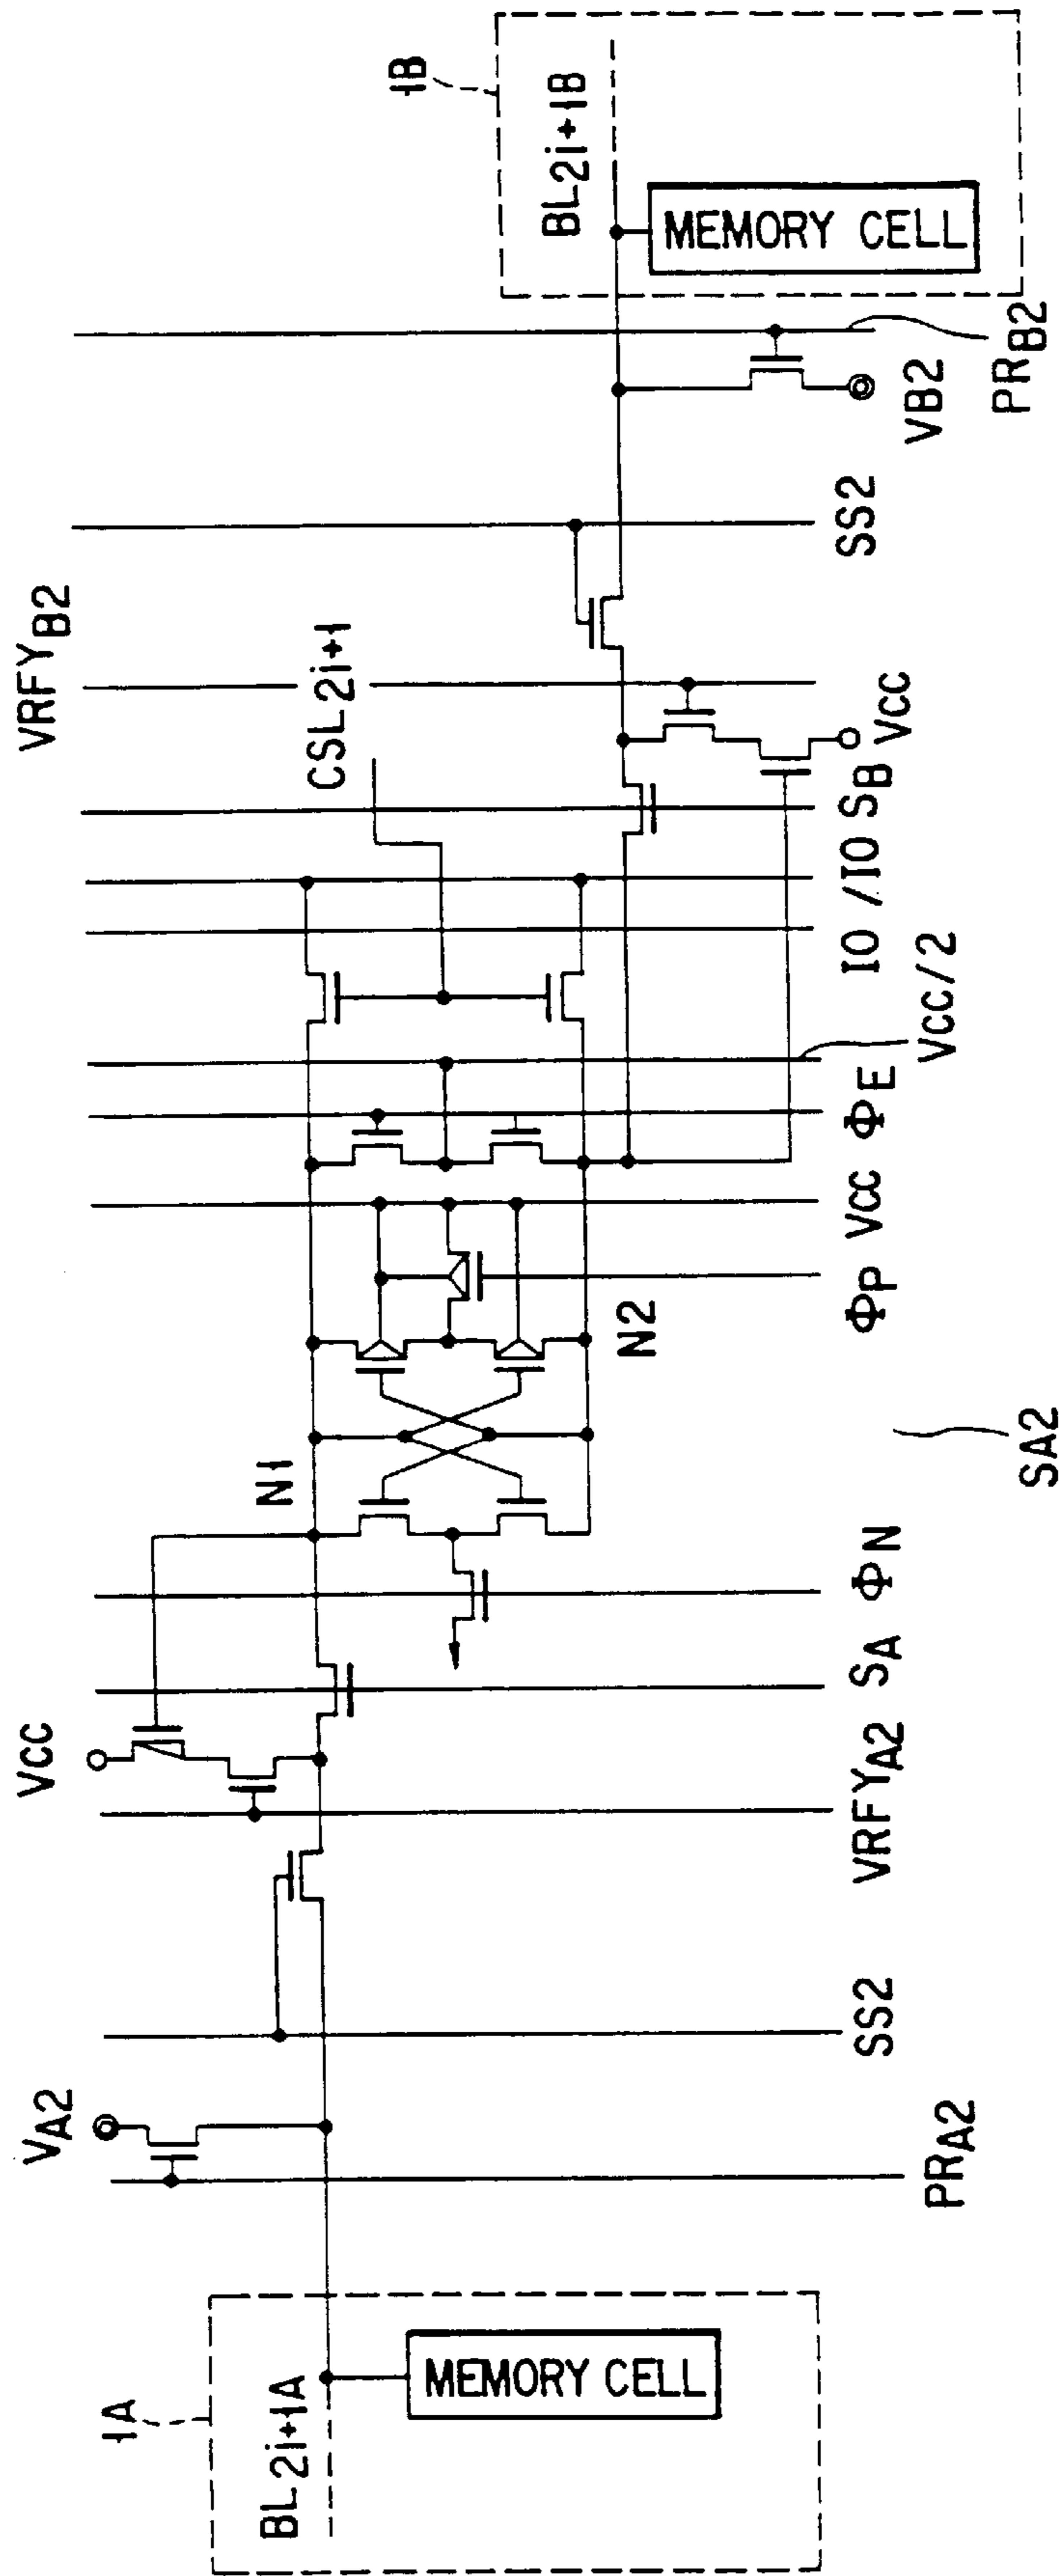 1A
BL2i+1A
MEMORY CELL
VA2
PRA2
SS2
VCC
VRFYA2
SA
ΦN
N1
SA2
N2
ΦP
VCC
ΦE
VCC/2
IO
/IO
SB
CSL2i+1
VRFYB2
VCC
SS2
VB2
PRB2
1B
BL2i+1B
MEMORY CELL